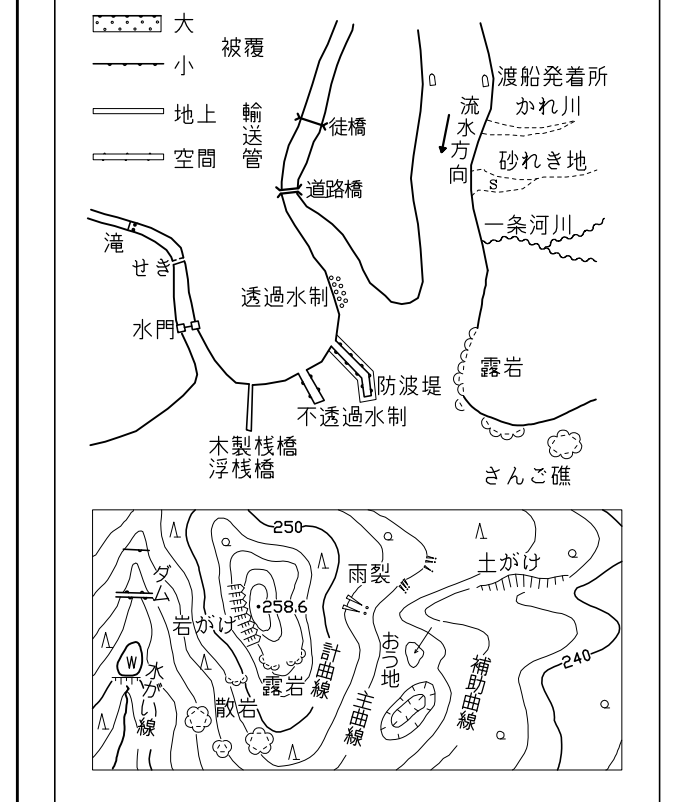 大
小
被覆
地上
空間
輸送管
徒橋
道路橋
渡船発着所
流水方向
かれ川
砂れき地
s
一条河川
滝
せき
水門
透過水制
防波堤
不透過水制
木製桟橋
浮桟橋
露岩
さんご礁
250
土がけ
雨裂
ダム
・258.6
岩がけ
計曲線
おう地
240
W
水がい線
露岩
散岩
主曲線
補助曲線